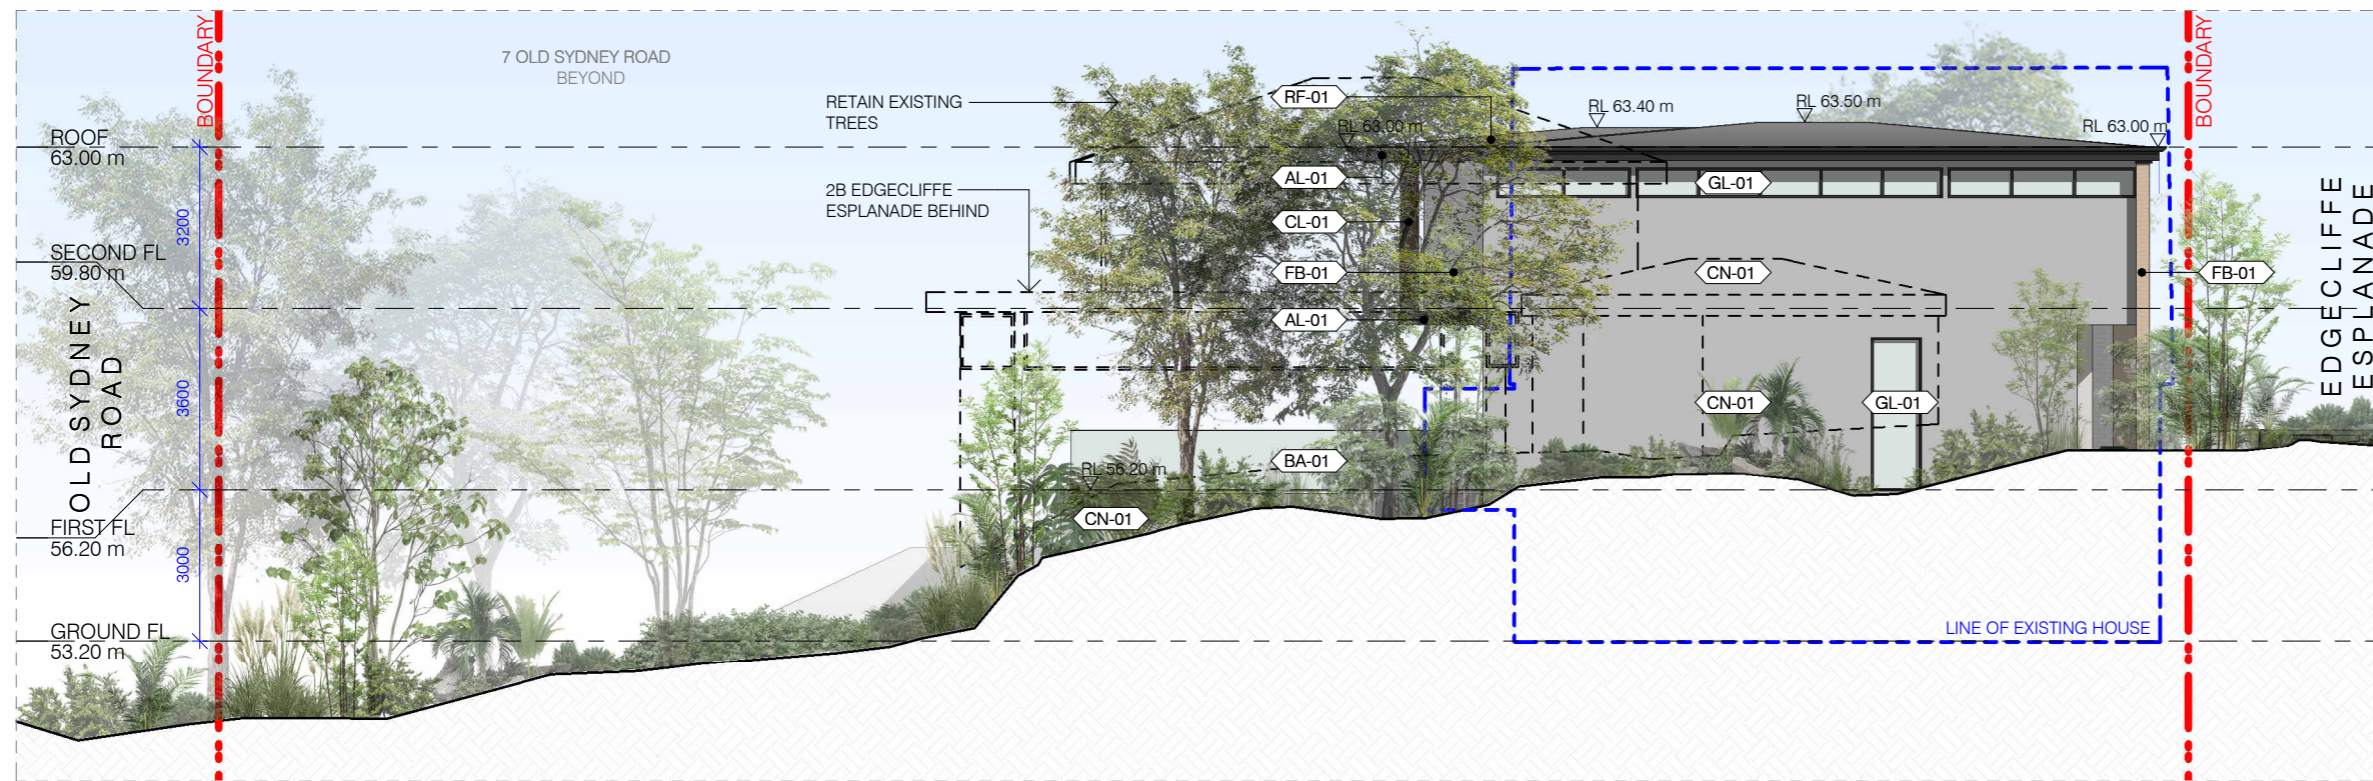 BOUNDARY
7 OLD SYDNEY ROAD
BEYOND
BOUNDARY
RETAIN EXISTING
TREES
RF-01
RL 63.40 m
RL 63.50 m
RL 63.00 m
RL 63.00 m
ROOF
63.00 m
AL-01
GL-01
2B EDGECLIFFE
ESPLANADE BEHIND
3200
CL-01
SECOND FL
59.80 m
FB-01
CN-01
FB-01
EDGECLIFFE
ESPLANADE
AL-01
OLD SYDNEY
ROAD
3600
CN-01
GL-01
BA-01
RL 56.20 m
CN-01
FIRST FL
56.20 m
3000
GROUND FL
53.20 m
LINE OF EXISTING HOUSE